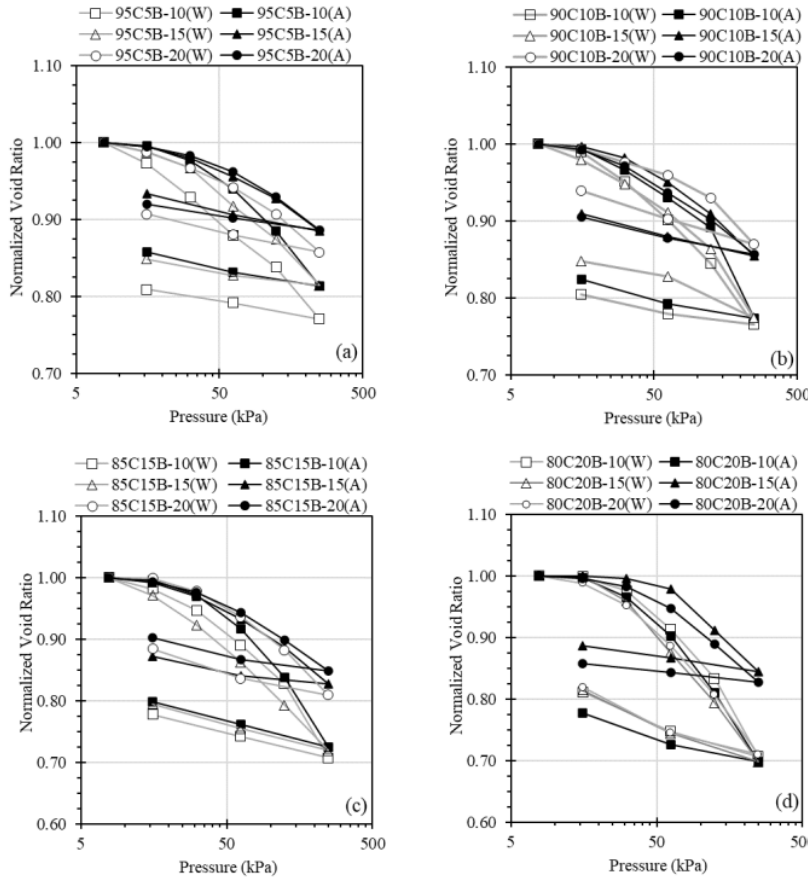 95C5B-10(W) 95C5B-10(A)
95C5B-15(W) 95C5B-15(A)
95C5B-20(W) 95C5B-20(A)
1.10
1.00
0.90
0.80
0.70
Normalized Void Ratio
5 50 500
Pressure (kPa)
(a)
90C10B-10(W) 90C10B-10(A)
90C10B-15(W) 90C10B-15(A)
90C10B-20(W) 90C10B-20(A)
1.10
1.00
0.90
0.80
0.70
Normalized Void Ratio
5 50 500
Pressure (kPa)
(b)
85C15B-10(W) 85C15B-10(A)
85C15B-15(W) 85C15B-15(A)
85C15B-20(W) 85C15B-20(A)
1.10
1.00
0.90
0.80
0.70
0.60
Normalized Void Ratio
5 50 500
Pressure (kPa)
(c)
80C20B-10(W) 80C20B-10(A)
80C20B-15(W) 80C20B-15(A)
80C20B-20(W) 80C20B-20(A)
1.10
1.00
0.90
0.80
0.70
0.60
Normalized Void Ratio
5 50 500
Pressure (kPa)
(d)